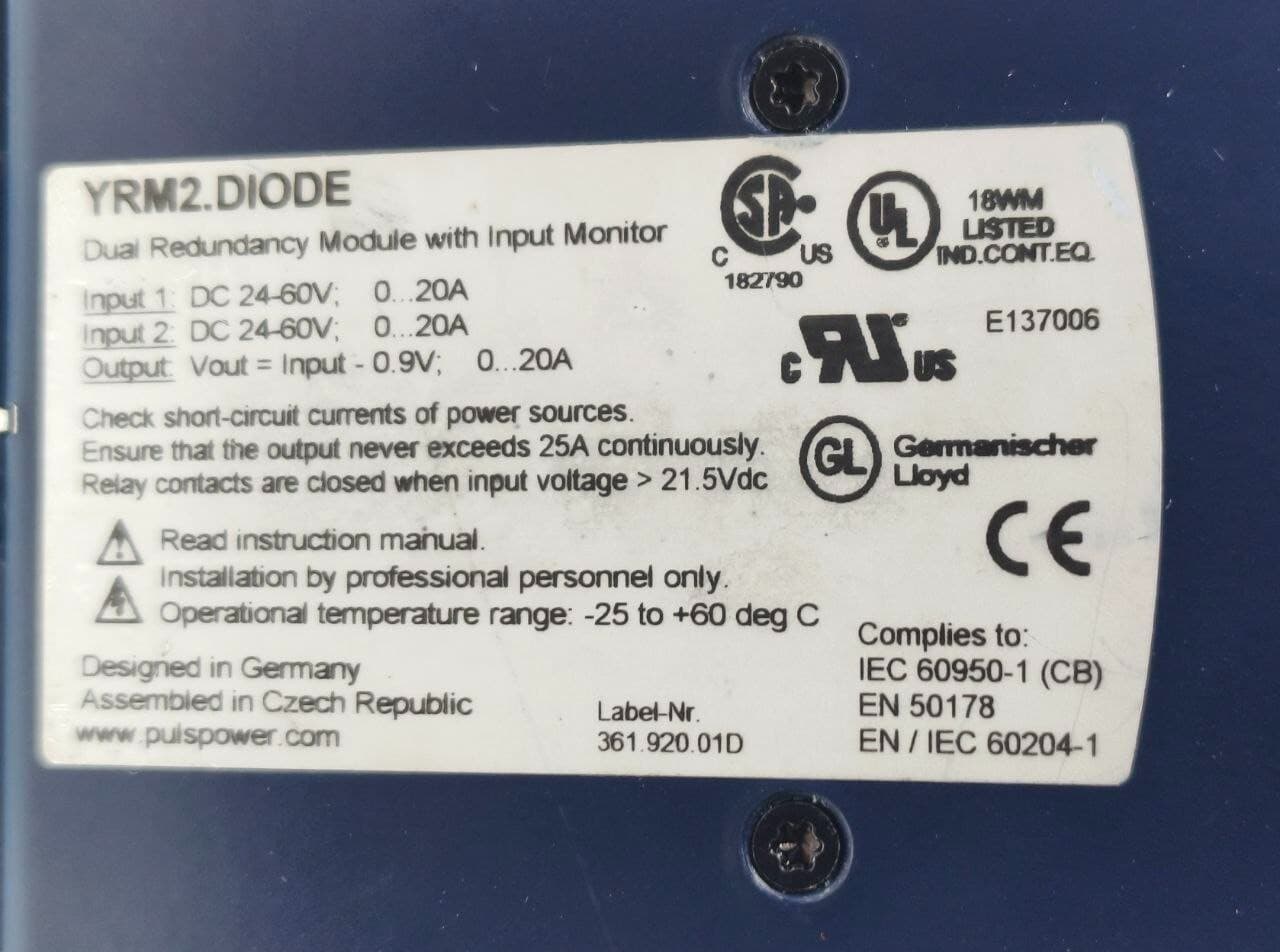 YRM2.DIODE
Dual Redundancy Module with Input Monitor
Input 1: DC 24-60V; 0...20A
Input 2: DC 24-60V; 0...20A
Output: Vout = Input - 0.9V; 0...20A
Check short-circuit currents of power sources.
Ensure that the output never exceeds 25A continuously.
Relay contacts are closed when input voltage > 21.5Vdc
Read instruction manual.
Installation by professional personnel only.
Operational temperature range: -25 to +60 deg C
Designed in Germany
Assembled in Czech Republic
www.pulspower.com
Label-Nr.
361.920.01D
SA
C US
182790
UL
18WM
LISTED
IND.CONT.EQ.
E137006
C RU US
GL Germanischer
Lloyd
CE
Complies to:
IEC 60950-1 (CB)
EN 50178
EN / IEC 60204-1